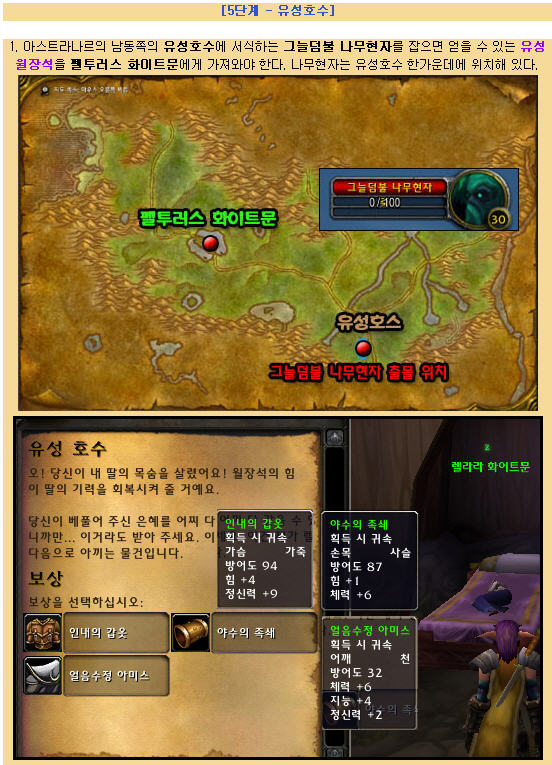 [5단계 - 유성호수]
1. 아스트라나르의 남동쪽의 유성호수에 서식하는 그늘덤불 나무현자를 잡으면 얻을 수 있는 유성
월장석을 펠투러스 화이트문에게 가져와야 한다. 나무현자는 유성호수 한가운데에 위치해 있다.
그늘덤불 나무현자
0 / 400
30
펠투러스 화이트문
유성호스
그늘덤불 나무현자 출몰 위치
유성 호수
오! 당신이 내 딸의 목숨을 살렸어요! 월장석의 힘
이 딸의 기력을 회복시켜 줄 거예요.
당신이 베풀어 주신 은혜를 어찌 다
니까만... 이거라도 받아 주세요.
다음으로 아끼는 물건입니다.
보상
보상을 선택하십시오:
인내의 갑옷
야수의 족쇄
얼음수정 아미스
인내의 갑옷
획득 시 귀속
가슴 가죽
방어도 94
힘 +4
정신력 +9
야수의 족쇄
획득 시 귀속
손목 사슬
방어도 87
힘 +1
체력 +6
얼음수정 아미스
획득 시 귀속
어깨 천
방어도 32
체력 +6
지능 +4
정신력 +2
렐라라 화이트문